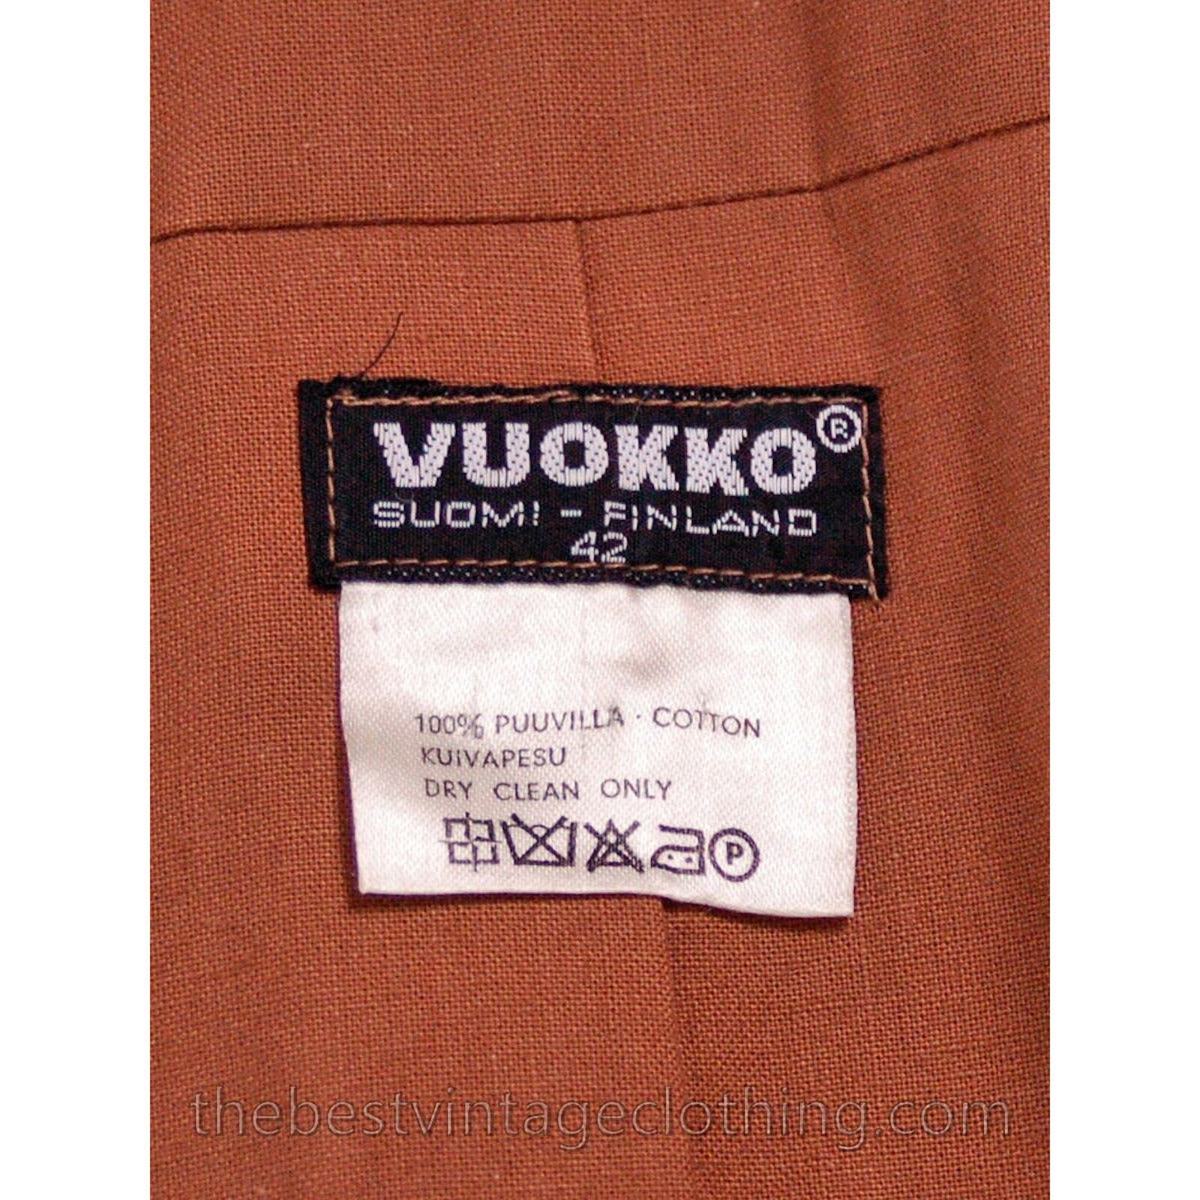 VUOKKO®
SUOMI - FINLAND
42
100% PUUVILLA · COTTON
KUIVAPESU
DRY CLEAN ONLY
P
thebestvintageclothing.com